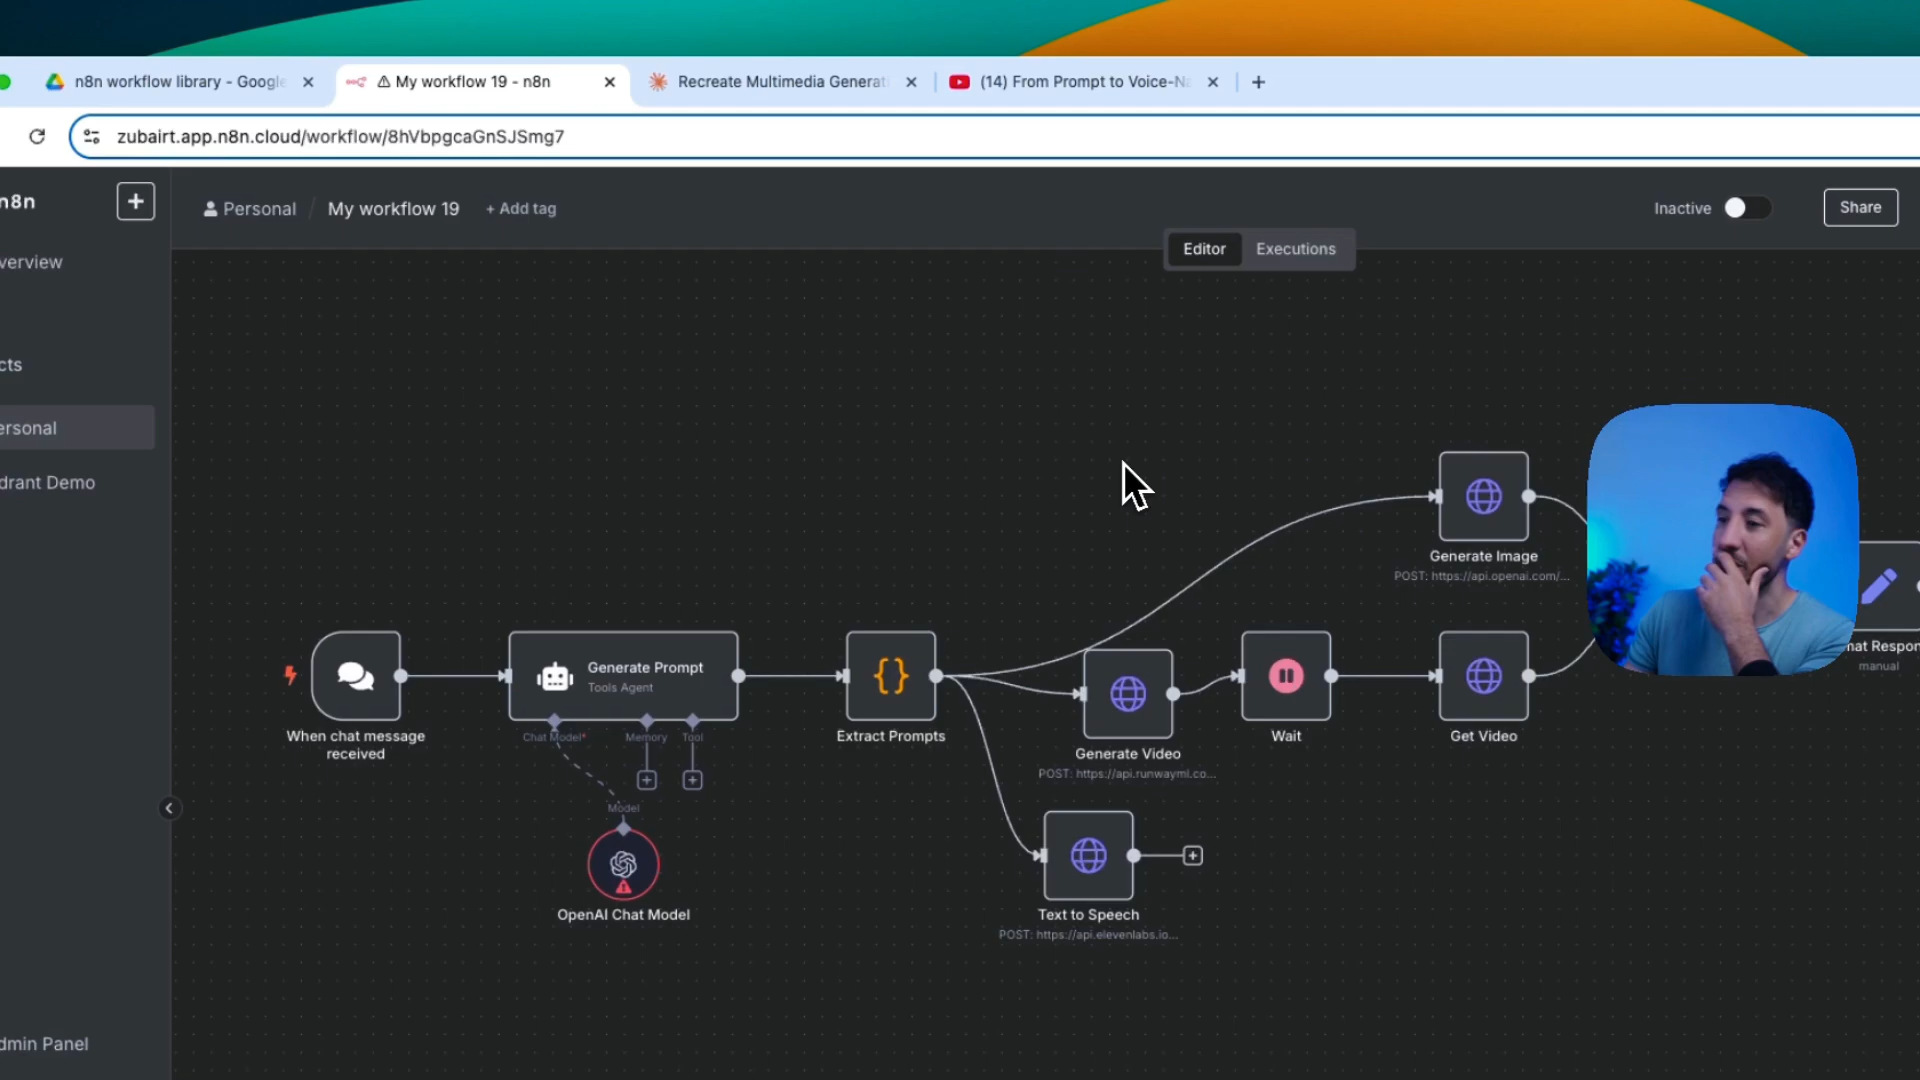 n8n workflow library - Google
⚠ My workflow 19 - n8n
Recreate Multimedia Generat
(14) From Prompt to Voice-Na
zubairt.app.n8n.cloud/workflow/8hVbpgcaGnSJSmg7
n8n
Personal / My workflow 19 + Add tag
Inactive
Share
Editor Executions
verview
cts
ersonal
drant Demo
dmin Panel
Generate Image
POST: https://api.openai.com/...
Generate Prompt
Tools Agent
Chat Model*
Memory
Tool
When chat message
received
Extract Prompts
Generate Video
POST: https://api.runwayml.co...
Wait
Get Video
nat Respon
manual
Model
OpenAI Chat Model
Text to Speech
POST: https://api.elevenlabs.io...